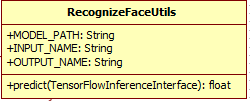 RecognizeFaceUtils
+MODEL_PATH: String
+INPUT_NAME: String
+OUTPUT_NAME: String
+predict(TensorFlowInferenceInterface): float